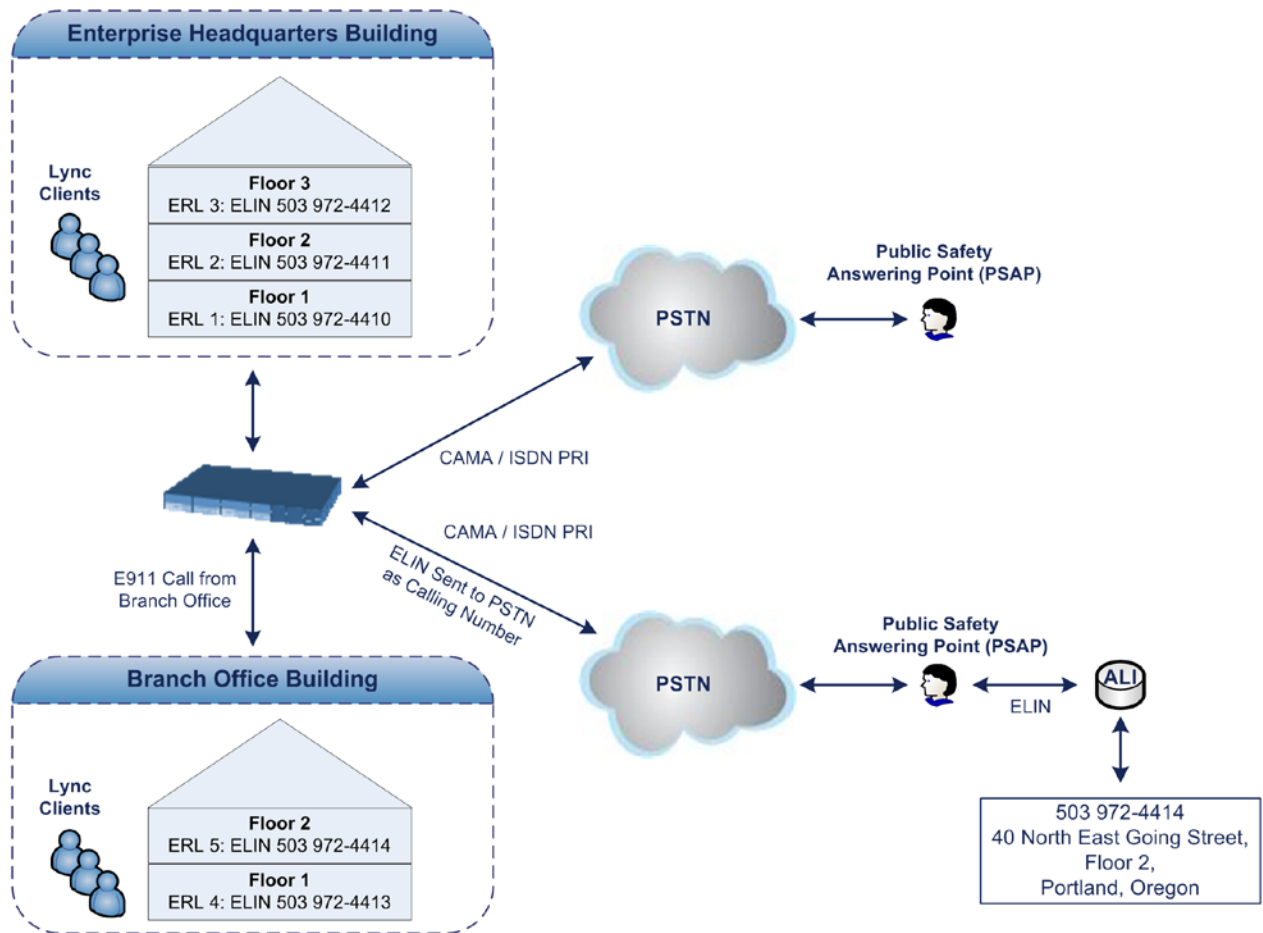 Enterprise Headquarters Building
Lync
Clients
Floor 3
ERL 3: ELIN 503 972-4412
Floor 2
ERL 2: ELIN 503 972-4411
Floor 1
ERL 1: ELIN 503 972-4410
PSTN
Public Safety
Answering Point (PSAP)
CAMA / ISDN PRI
CAMA / ISDN PRI
ELIN Sent to PSTN
as Calling Number
E911 Call from
Branch Office
Branch Office Building
Lync
Clients
Floor 2
ERL 5: ELIN 503 972-4414
Floor 1
ERL 4: ELIN 503 972-4413
PSTN
Public Safety
Answering Point (PSAP)
ELIN
ALI
503 972-4414
40 North East Going Street,
Floor 2,
Portland, Oregon